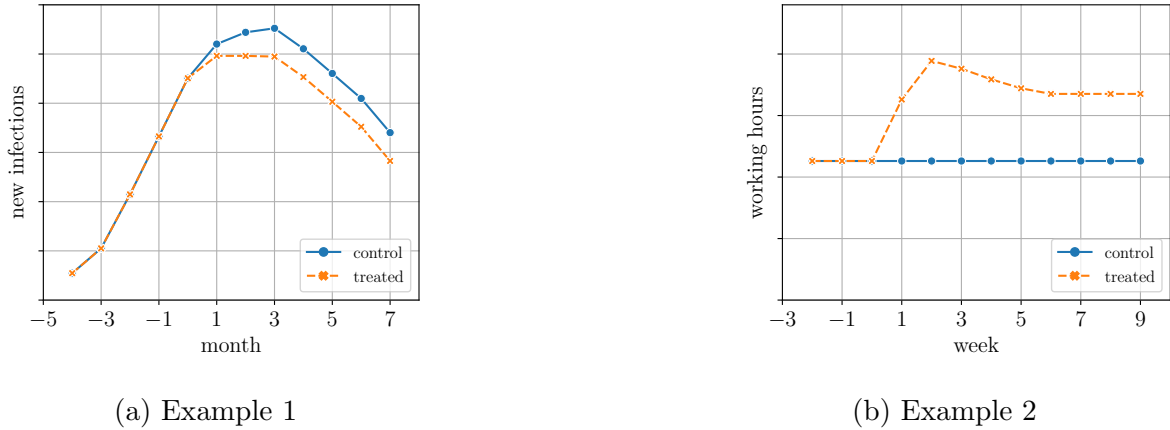 new infections
control
treated
−5 −3 −1 1 3 5 7
month
(a) Example 1
working hours
control
treated
−3 −1 1 3 5 7 9
week
(b) Example 2